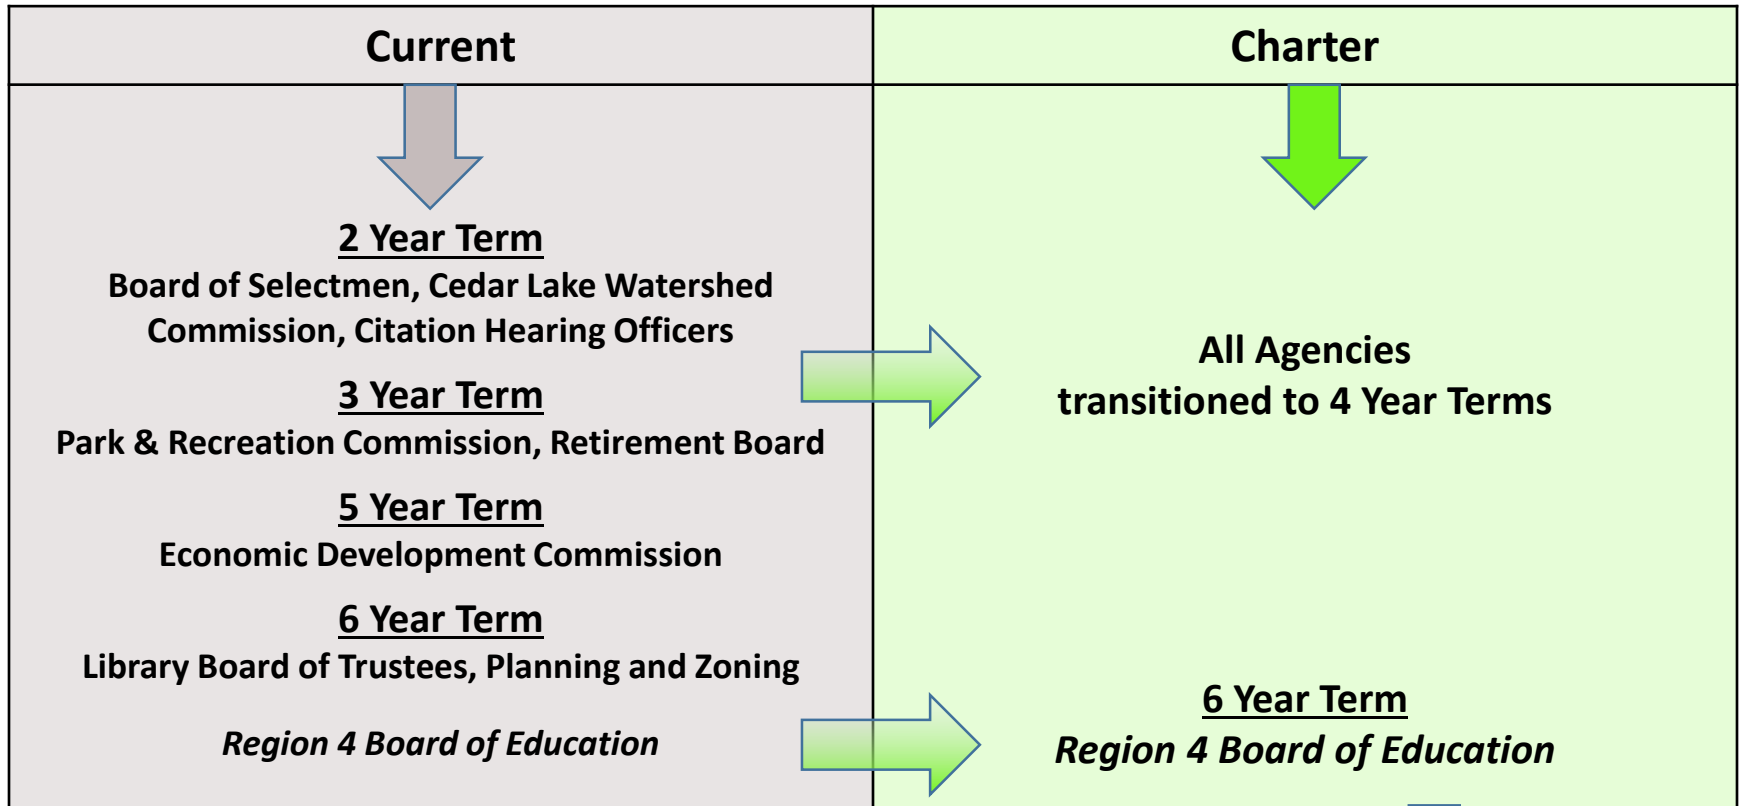 Current
Charter
2 Year Term
Board of Selectmen, Cedar Lake Watershed
Commission, Citation Hearing Officers
3 Year Term
Park & Recreation Commission, Retirement Board
5 Year Term
Economic Development Commission
6 Year Term
Library Board of Trustees, Planning and Zoning
Region 4 Board of Education
All Agencies
transitioned to 4 Year Terms
6 Year Term
Region 4 Board of Education